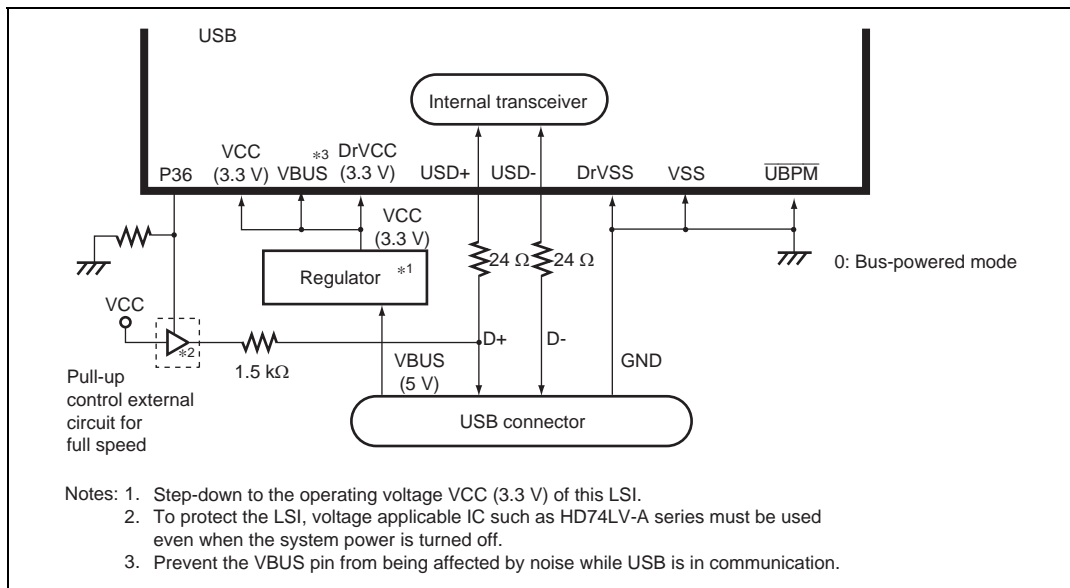 USB
Internal transceiver
P36
VCC
(3.3 V)
*3
VBUS
DrVCC
(3.3 V)
USD+
USD-
DrVSS
VSS
UBPM
VCC
(3.3 V)
Regulator *1
24 Ω
24 Ω
0: Bus-powered mode
VCC
*2
1.5 kΩ
D+
D-
VBUS
(5 V)
GND
Pull-up
control external
circuit for
full speed
USB connector
Notes: 1. Step-down to the operating voltage VCC (3.3 V) of this LSI.
2. To protect the LSI, voltage applicable IC such as HD74LV-A series must be used
even when the system power is turned off.
3. Prevent the VBUS pin from being affected by noise while USB is in communication.